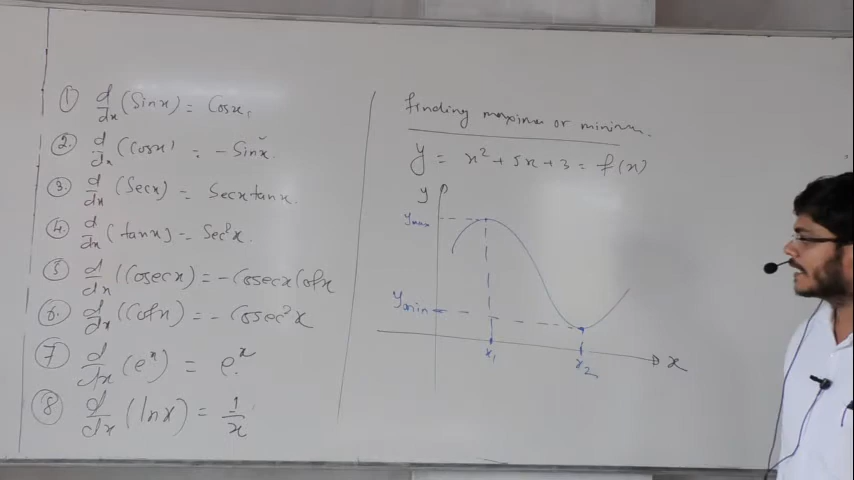 ① d/dx (Sinx) = Cosx,
②. d/dx (Cosx) = - Sinx.
③. d/dx (Secx) = Secxtanx.
④. d/dx (tanx) = Sec²x.
⑤ d/dx (Cosecx) = - Cosecx Cotx
⑥. d/dx (Cotx) = - Cosec²x
⑦ d/dx (eˣ) = eˣ.
⑧ d/dx (lnx) = 1/x
finding maxima or minima.
y = x² + 5x + 3 = f(x)
y
ymax
ymin
x₁
x₂
x